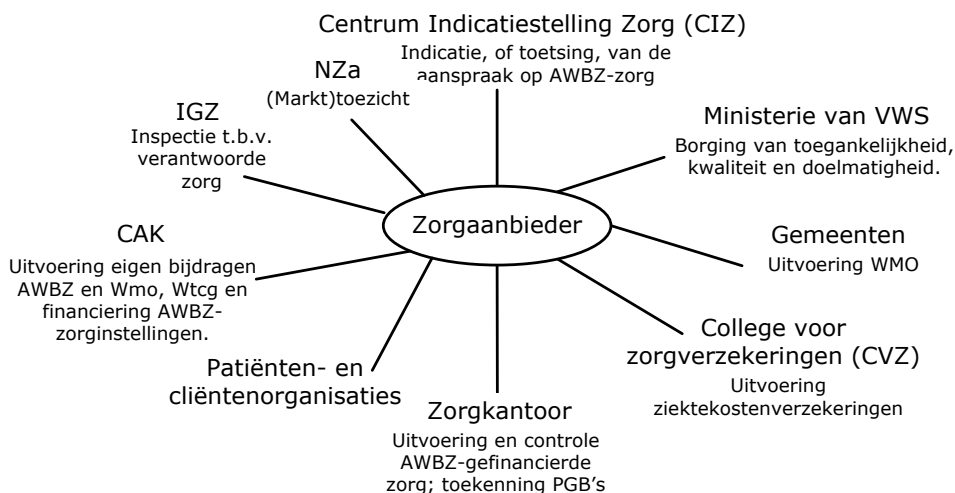 Centrum Indicatiestelling Zorg (CIZ)
Indicatie, of toetsing, van de
aanspraak op AWBZ-zorg
NZa
(Markt)toezicht
IGZ
Inspectie t.b.v.
verantwoorde
zorg
Ministerie van VWS
Borging van toegankelijkheid,
kwaliteit en doelmatigheid.
Zorgaanbieder
CAK
Uitvoering eigen bijdragen
AWBZ en Wmo, Wtcg en
financiering AWBZ-
zorginstellingen.
Gemeenten
Uitvoering WMO
College voor
zorgverzekeringen (CVZ)
Uitvoering
ziektekostenverzekeringen
Patiënten- en
cliëntenorganisaties
Zorgkantoor
Uitvoering en controle
AWBZ-gefinancierde
zorg; toekenning PGB's